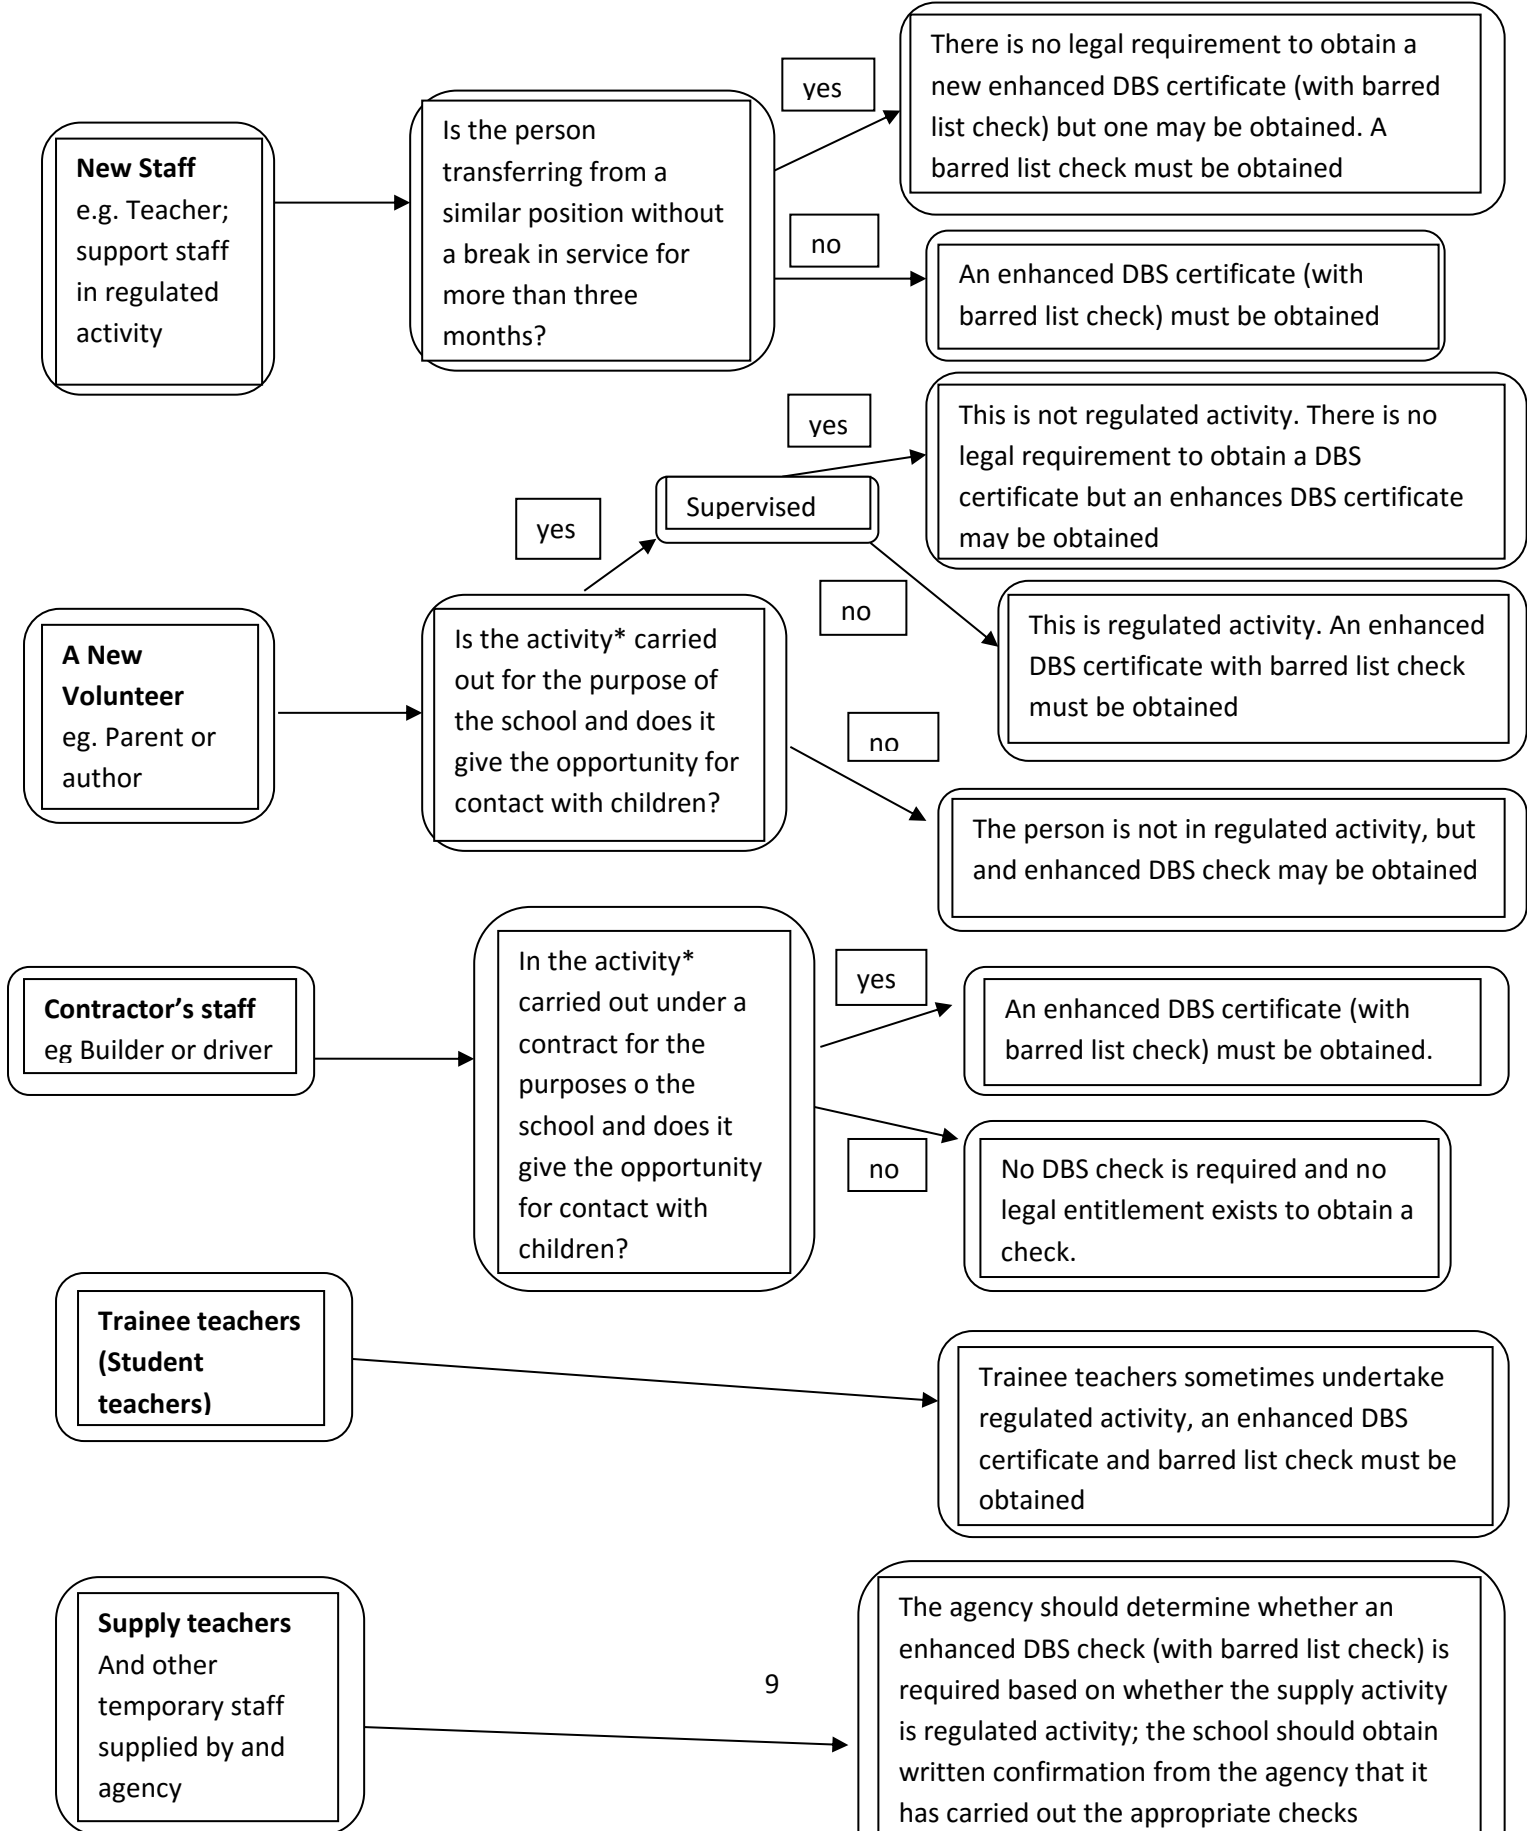 New Staff
e.g. Teacher;
support staff
in regulated
activity
Is the person
transferring from a
similar position without
a break in service for
more than three
months?
yes
There is no legal requirement to obtain a
new enhanced DBS certificate (with barred
list check) but one may be obtained. A
barred list check must be obtained
no
An enhanced DBS certificate (with
barred list check) must be obtained
A New
Volunteer
eg. Parent or
author
Is the activity* carried
out for the purpose of
the school and does it
give the opportunity for
contact with children?
yes
Supervised
yes
This is not regulated activity. There is no
legal requirement to obtain a DBS
certificate but an enhances DBS certificate
may be obtained
no
This is regulated activity. An enhanced
DBS certificate with barred list check
must be obtained
no
The person is not in regulated activity, but
and enhanced DBS check may be obtained
Contractor’s staff
eg Builder or driver
In the activity*
carried out under a
contract for the
purposes o the
school and does it
give the opportunity
for contact with
children?
yes
An enhanced DBS certificate (with
barred list check) must be obtained.
no
No DBS check is required and no
legal entitlement exists to obtain a
check.
Trainee teachers
(Student
teachers)
Trainee teachers sometimes undertake
regulated activity, an enhanced DBS
certificate and barred list check must be
obtained
Supply teachers
And other
temporary staff
supplied by and
agency
The agency should determine whether an
enhanced DBS check (with barred list check) is
required based on whether the supply activity
is regulated activity; the school should obtain
written confirmation from the agency that it
has carried out the appropriate checks
9